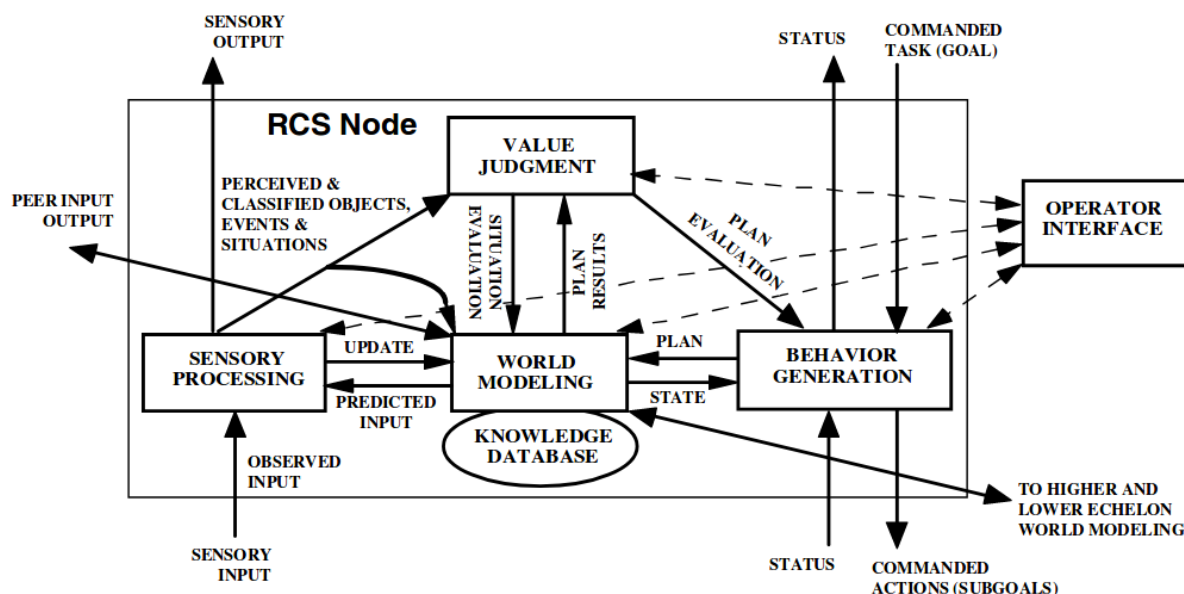 SENSORY
OUTPUT
STATUS
COMMANDED
TASK (GOAL)
RCS Node
VALUE
JUDGMENT
PERCEIVED &
CLASSIFIED OBJECTS,
EVENTS &
SITUATIONS
PEER INPUT
OUTPUT
SITUATION
EVALUATION
PLAN
RESULTS
PLAN
EVALUATION
OPERATOR
INTERFACE
SENSORY
PROCESSING
UPDATE
PREDICTED
INPUT
WORLD
MODELING
PLAN
STATE
BEHAVIOR
GENERATION
KNOWLEDGE
DATABASE
OBSERVED
INPUT
SENSORY
INPUT
STATUS
COMMANDED
ACTIONS (SUBGOALS)
TO HIGHER AND
LOWER ECHELON
WORLD MODELING